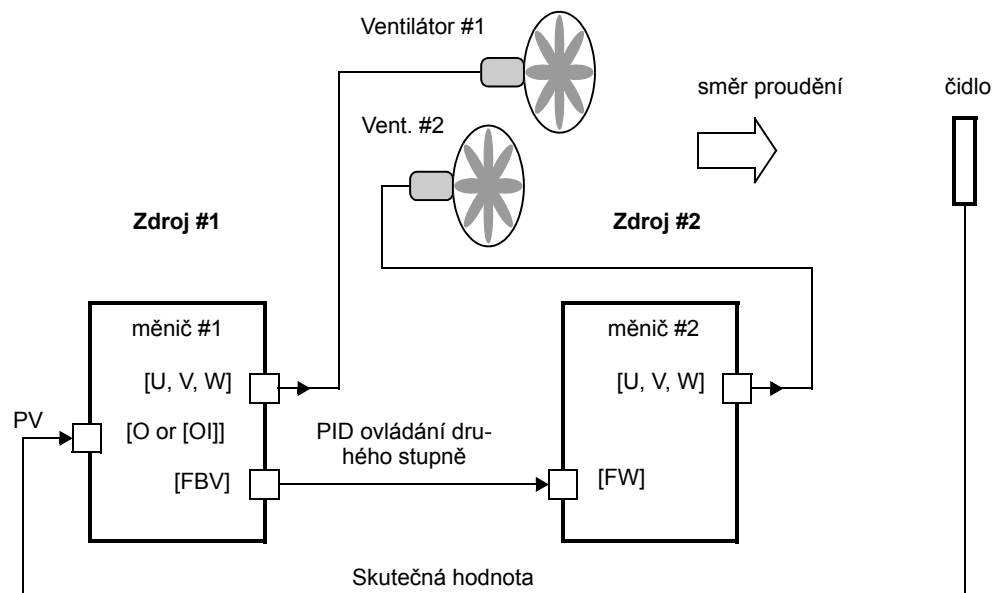 Ventilátor #1
směr proudění
čidlo
Vent. #2
Zdroj #1
Zdroj #2
měnič #1
měnič #2
[U, V, W]
[U, V, W]
PV
[O or [OI]]
PID ovládání dru-
hého stupně
[FBV]
[FW]
Skutečná hodnota